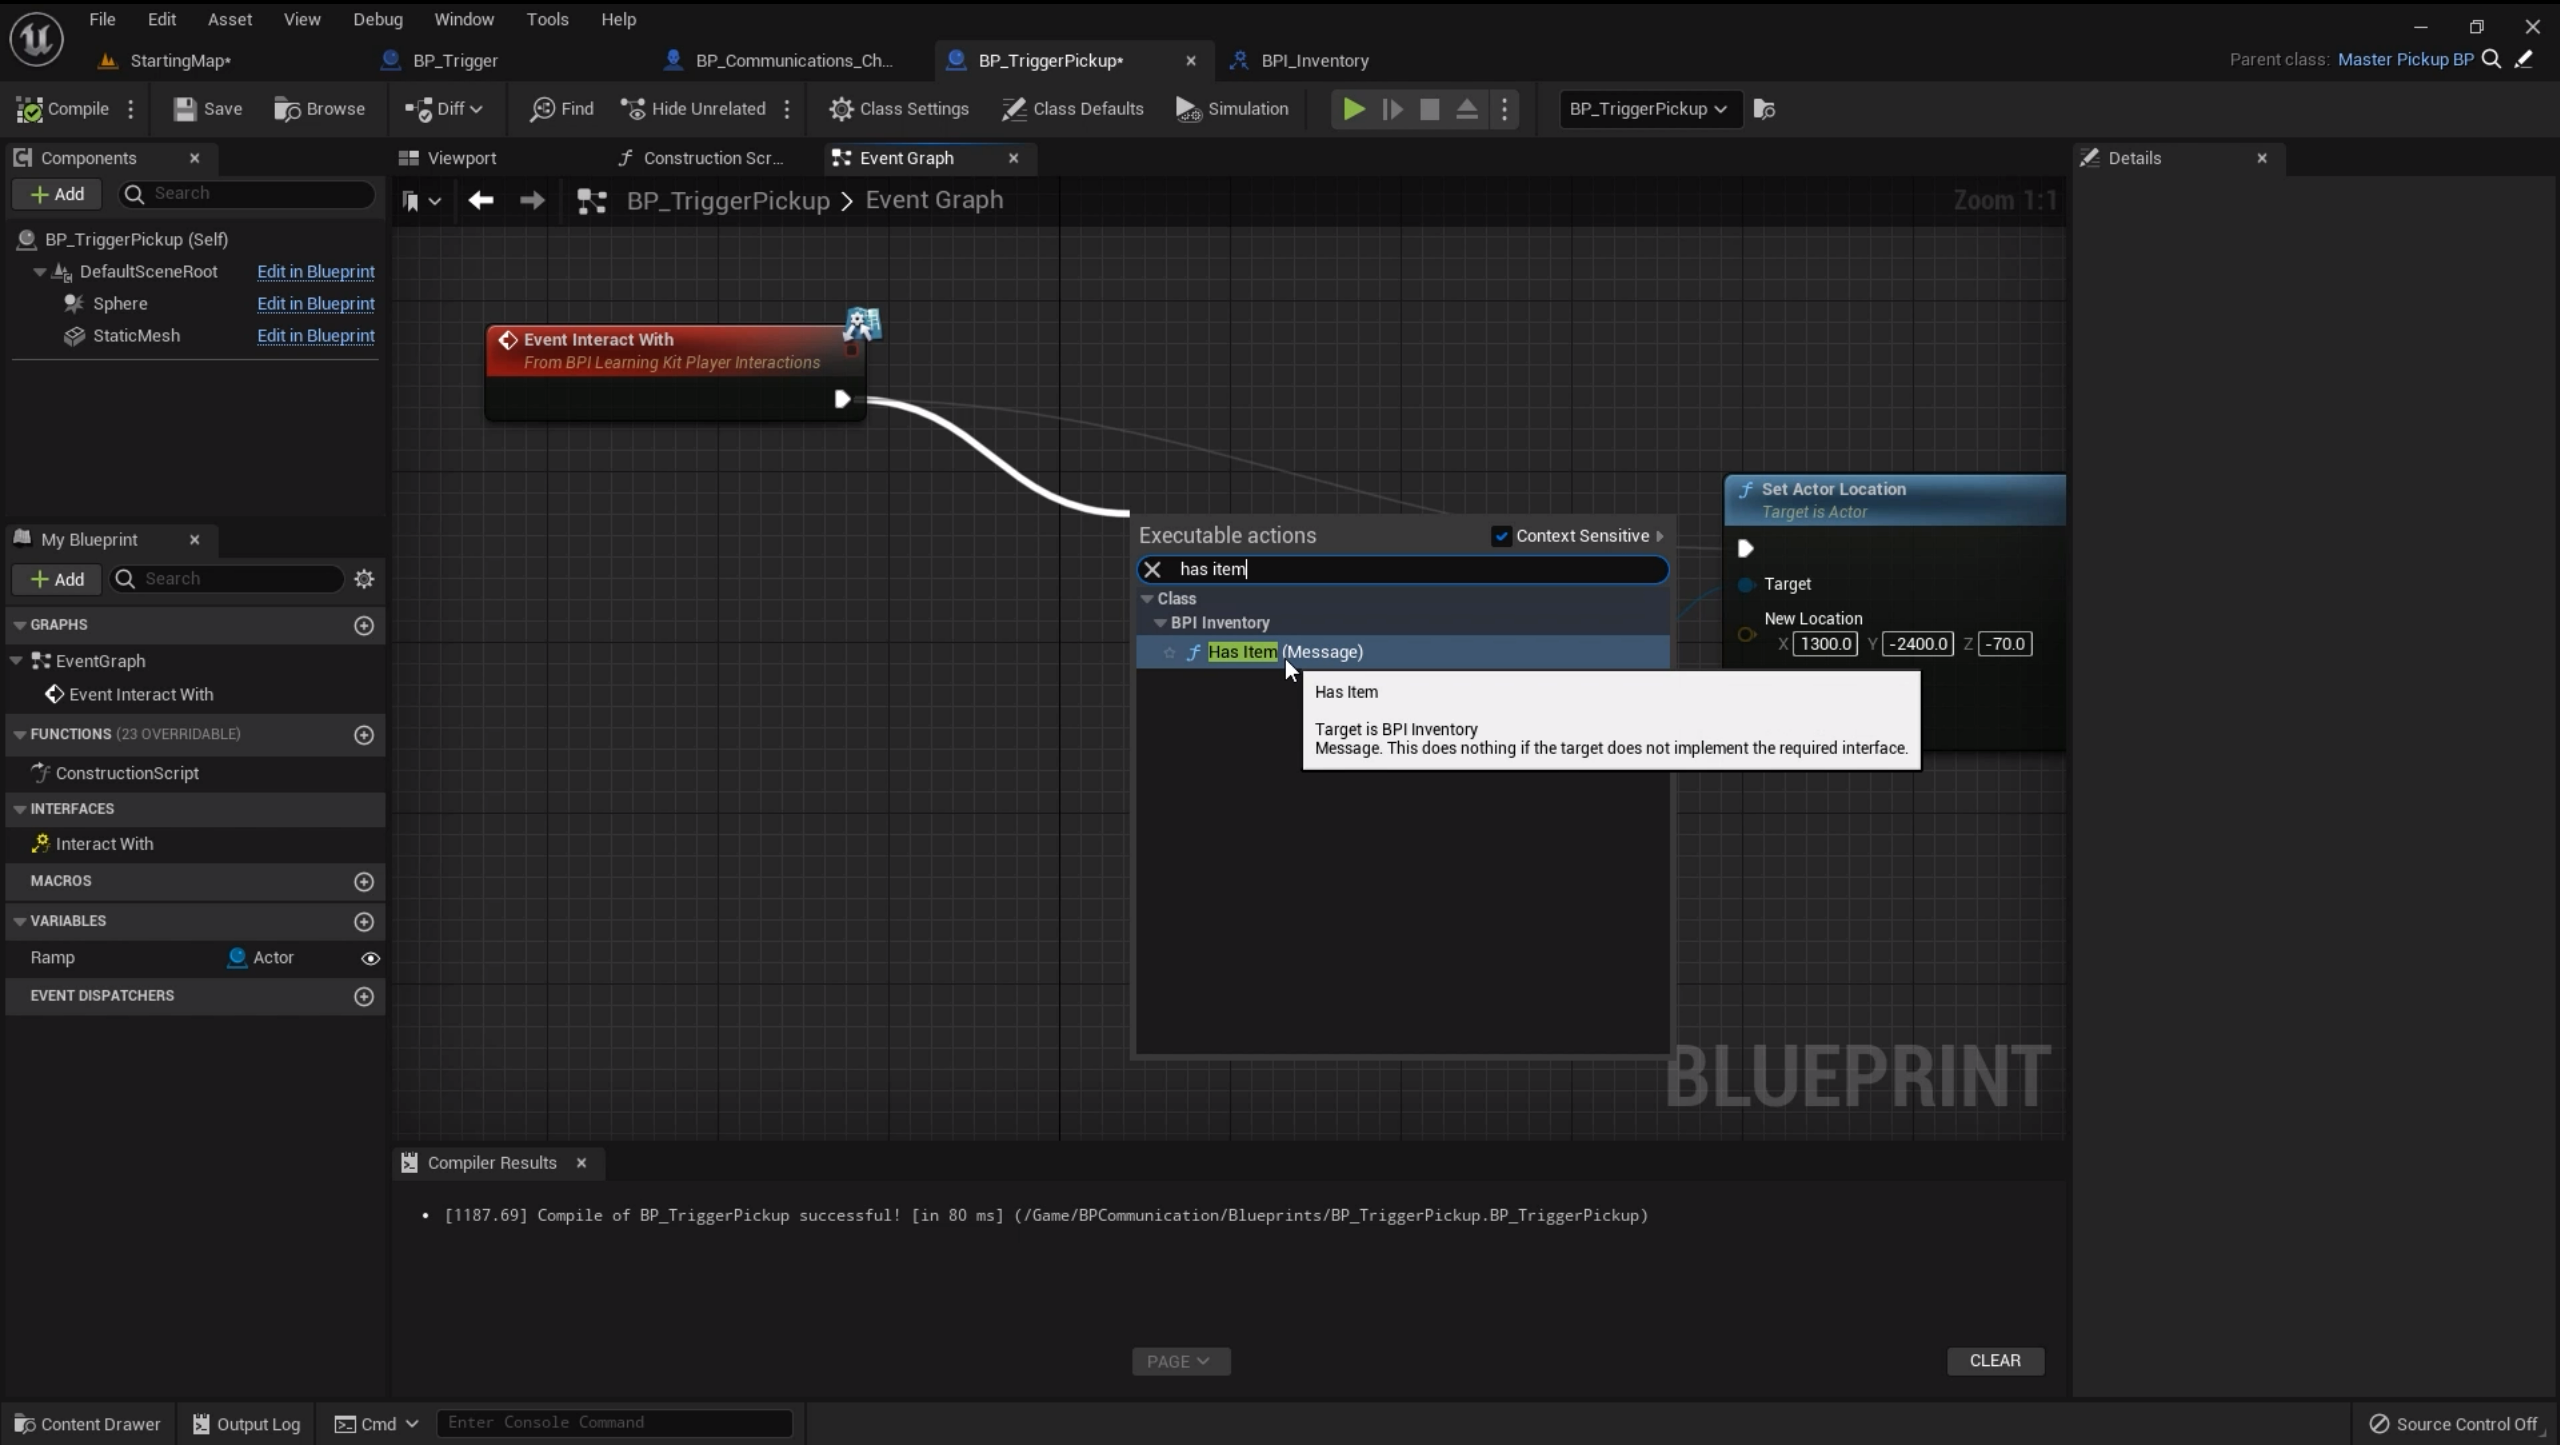 File Edit Asset View Debug Window Tools Help
StartingMap* BP_Trigger BP_Communications_Ch... BP_TriggerPickup* BPI_Inventory
Parent class: Master Pickup BP
Compile Save Browse Diff Find Hide Unrelated Class Settings Class Defaults Simulation BP_TriggerPickup
Components
Add Search
BP_TriggerPickup (Self)
DefaultSceneRoot Edit in Blueprint
Sphere Edit in Blueprint
StaticMesh Edit in Blueprint
My Blueprint
Add Search
GRAPHS
EventGraph
Event Interact With
FUNCTIONS (23 OVERRIDABLE)
ConstructionScript
INTERFACES
Interact With
MACROS
VARIABLES
Ramp Actor
EVENT DISPATCHERS
Viewport Construction Scr... Event Graph
BP_TriggerPickup > Event Graph
Zoom 1:1
Event Interact With
From BPI Learning Kit Player Interactions
Executable actions Context Sensitive
has item
Class
BPI Inventory
Has Item (Message)
Has Item
Target is BPI Inventory
Message. This does nothing if the target does not implement the required interface.
Set Actor Location
Target is Actor
Target
New Location
X 1300.0 Y -2400.0 Z -70.0
BLUEPRINT
Compiler Results
• [1187.69] Compile of BP_TriggerPickup successful! [in 80 ms] (/Game/BPCommunication/Blueprints/BP_TriggerPickup.BP_TriggerPickup)
PAGE CLEAR
Details
Content Drawer Output Log Cmd Enter Console Command Source Control Off